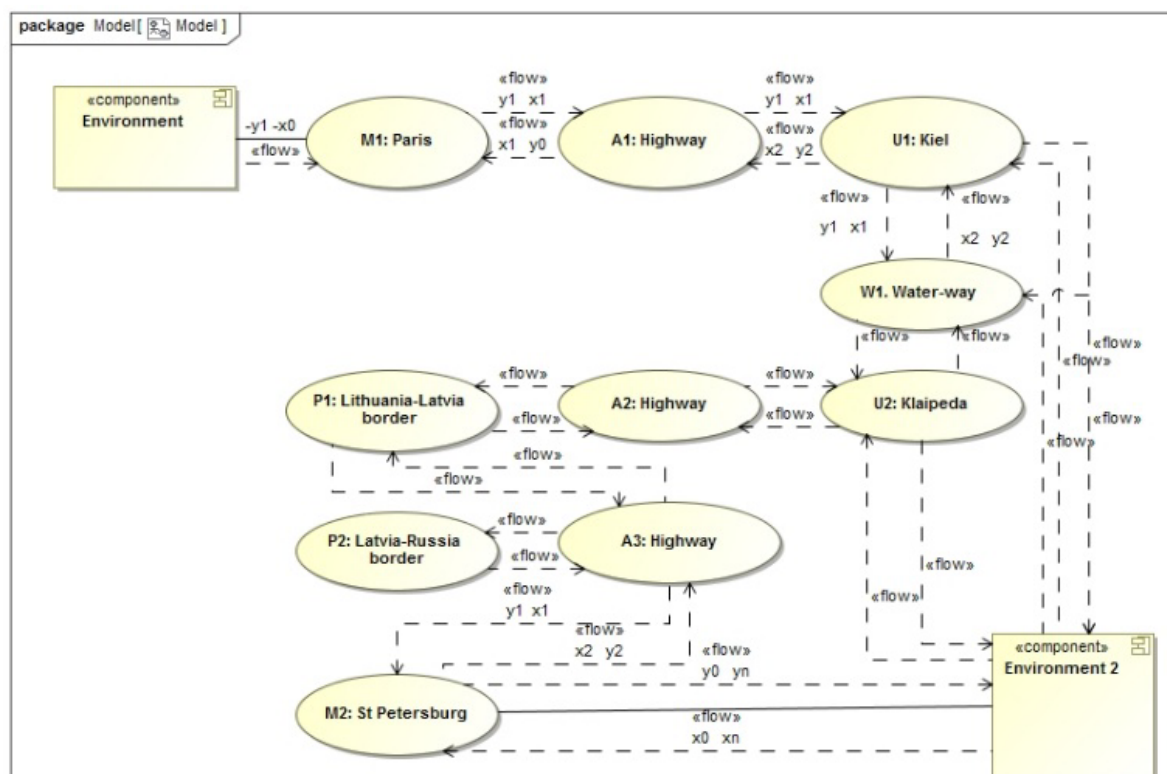 package Model[ Model ]
«component»
Environment
-y1 -x0
«flow»
M1: Paris
«flow»
y1 x1
«flow»
x1 y0
A1: Highway
«flow»
y1 x1
«flow»
x2 y2
U1: Kiel
«flow»
y1 x1
«flow»
x2 y2
W1. Water-way
«flow»
«flow»
«flow»
«flow»
«flow»
P1: Lithuania-Latvia
border
«flow»
«flow»
A2: Highway
«flow»
«flow»
U2: Klaipeda
«flow»
«flow»
P2: Latvia-Russia
border
«flow»
«flow»
A3: Highway
«flow»
y1 x1
«flow»
x2 y2
«flow»
«flow»
«flow»
y0 yn
M2: St Petersburg
«flow»
x0 xn
«component»
Environment 2